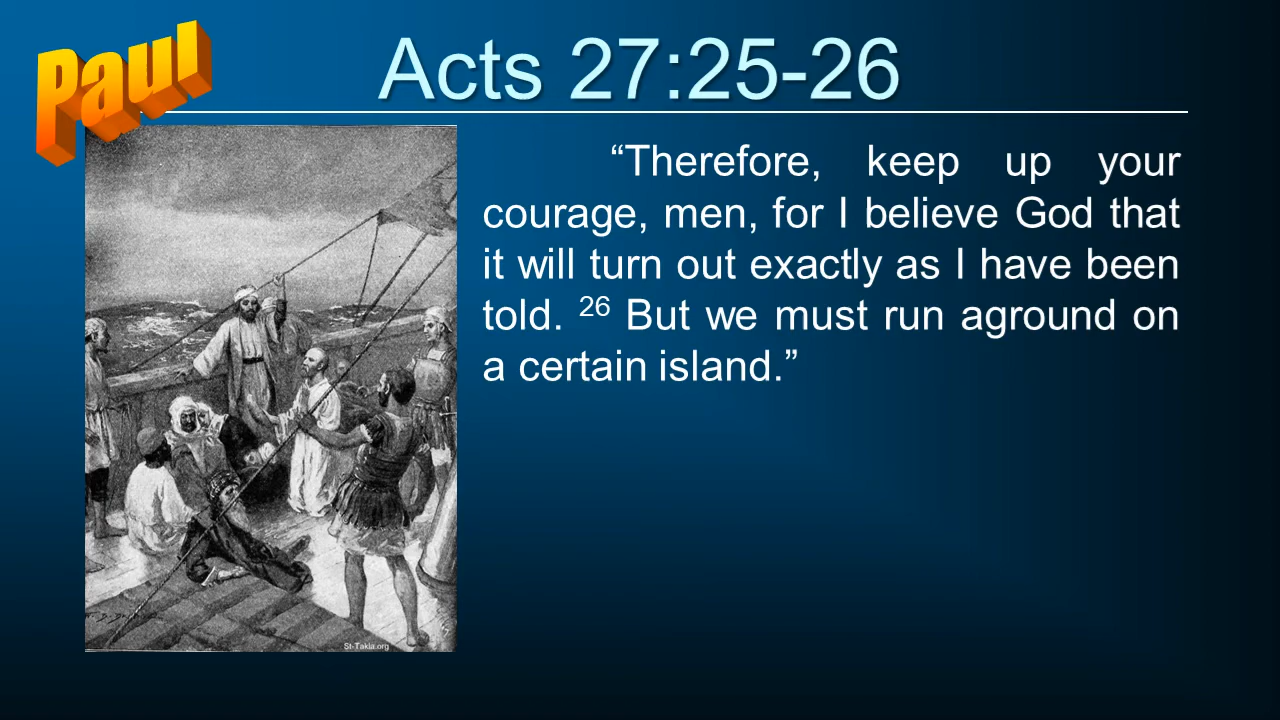 Paul
Acts 27:25-26
“Therefore, keep up your
courage, men, for I believe God that
it will turn out exactly as I have been
told. 26 But we must run aground on
a certain island.”
St-Takla.org